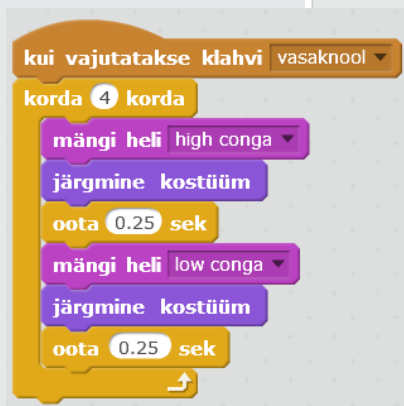 kui vajutatakse klahvi vasaknool
korda 4 korda
mängi heli high conga
järgmine kostüüm
oota 0.25 sek
mängi heli low conga
järgmine kostüüm
oota 0.25 sek